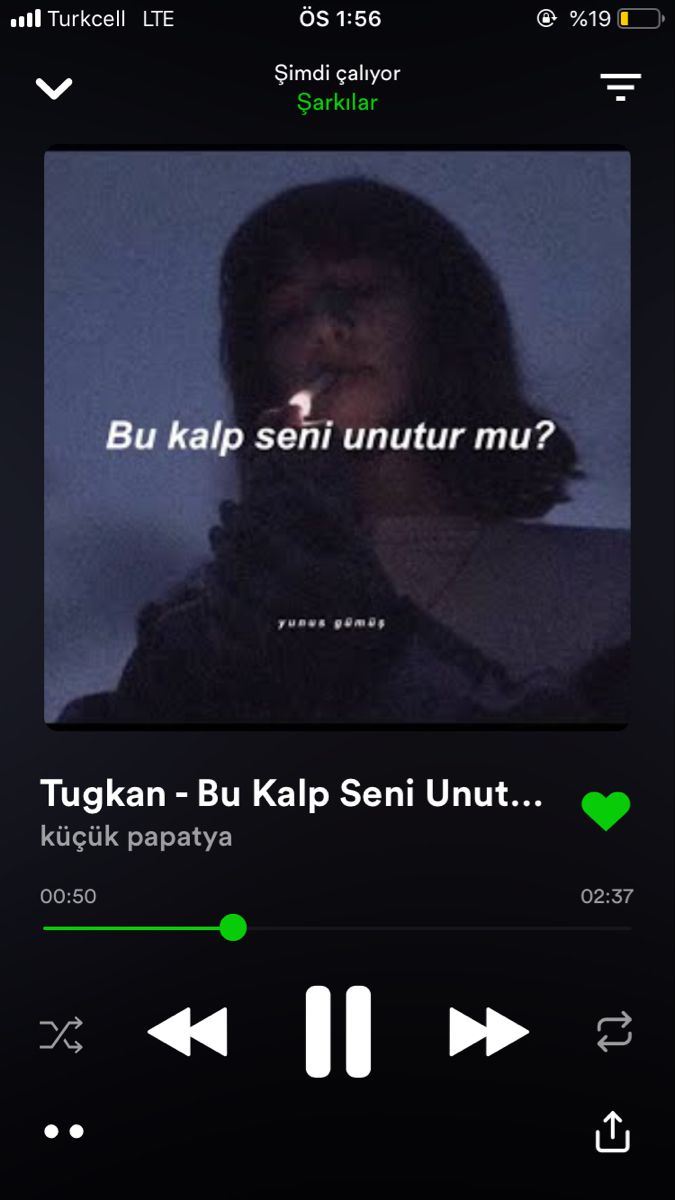 Turkcell LTE ÖS 1:56 %19
Şimdi çalıyor
Şarkılar
Bu kalp seni unutur mu?
yunus gümüş
Tugkan - Bu Kalp Seni Unut...
küçük papatya
00:50 02:37